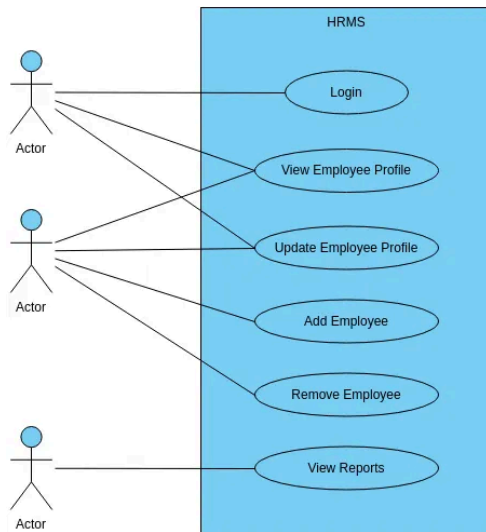 HRMS
Login
Actor
View Employee Profile
Update Employee Profile
Actor
Add Employee
Remove Employee
View Reports
Actor